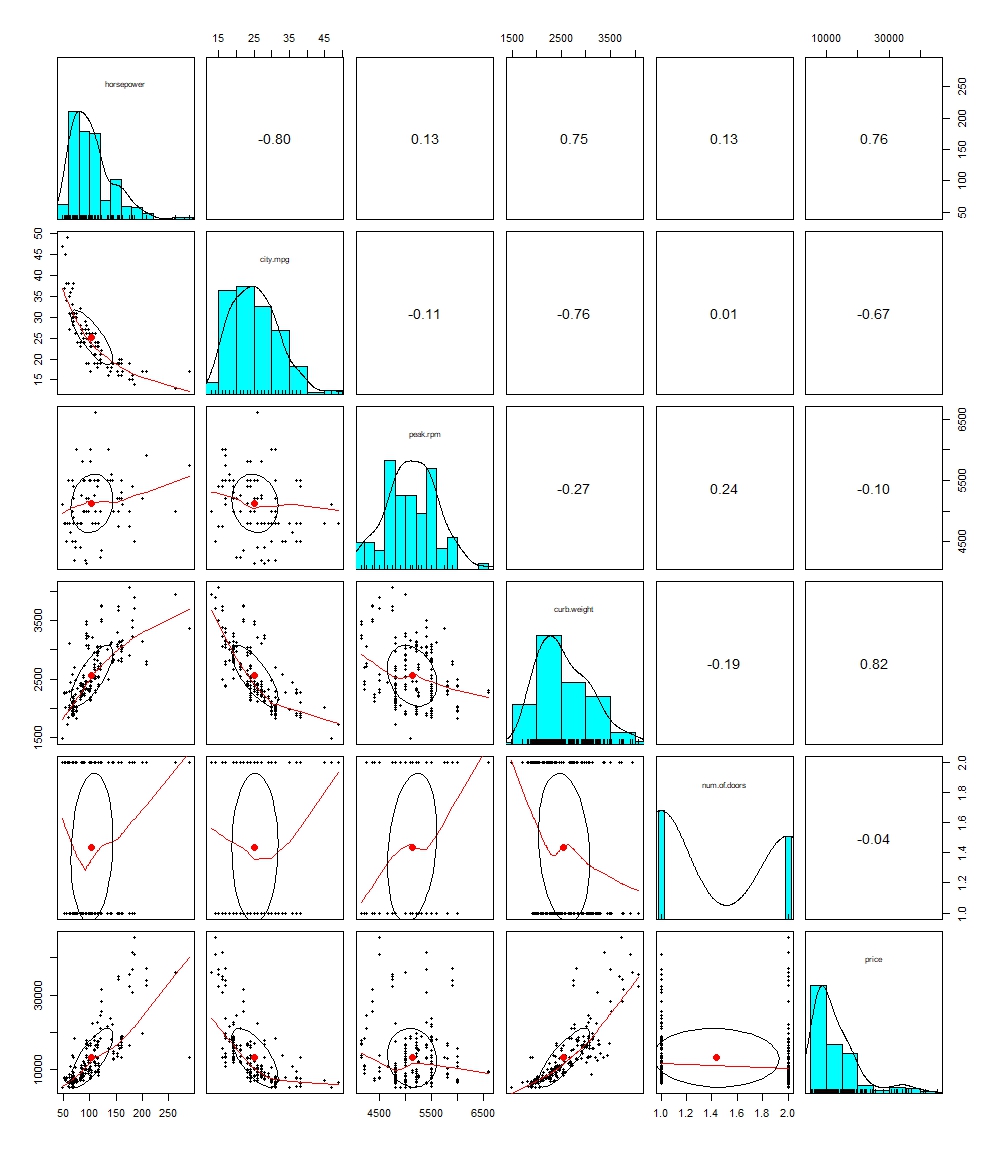 15 25 35 45 1500 2500 3500 10000 30000
horsepower
-0.80 0.13 0.75 0.13 0.76
50 100 150 200 250
city.mpg
15 20 25 30 35 40 45 50
-0.11 -0.76 0.01 -0.67
peak.rpm
-0.27 0.24 -0.10
4500 5500 6500
curb.weight
1500 2500 3500
-0.19 0.82
num.of.doors
-0.04
1.0 1.2 1.4 1.6 1.8 2.0
price
10000 30000
50 100 150 200 250 4500 5500 6500 1.0 1.2 1.4 1.6 1.8 2.0